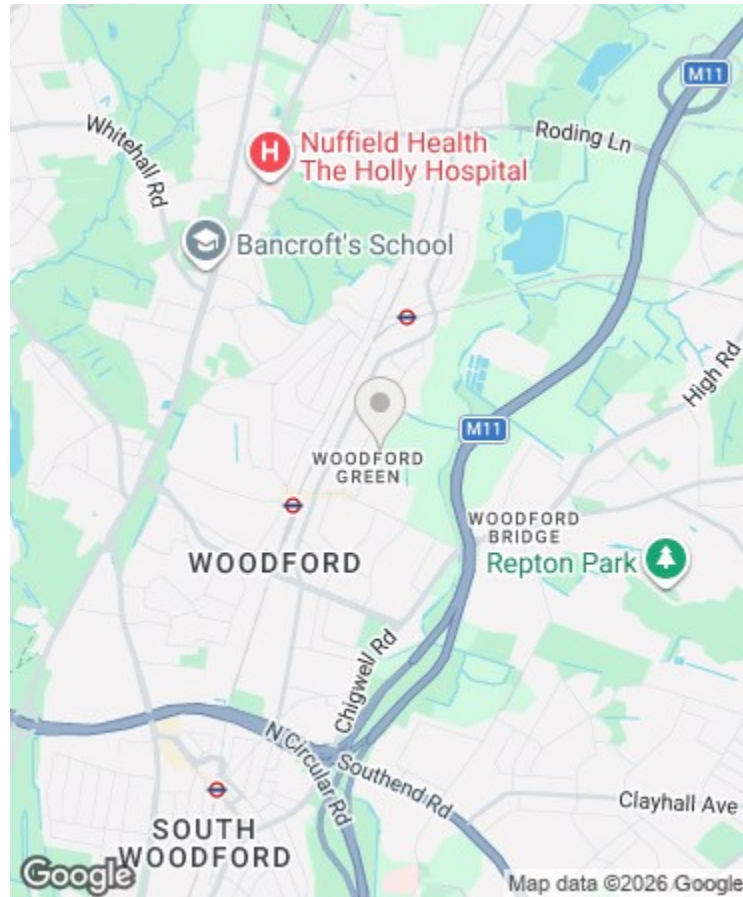 M11
Whitehall Rd
Roding Ln
H
Nuffield Health
The Holly Hospital
Bancroft's School
High Rd
M11
WOODFORD
GREEN
WOODFORD
BRIDGE
WOODFORD
Repton Park
Chigwell Rd
N Circular Rd
Southend Rd
Clayhall Ave
SOUTH
WOODFORD
Google
Map data ©2026 Google